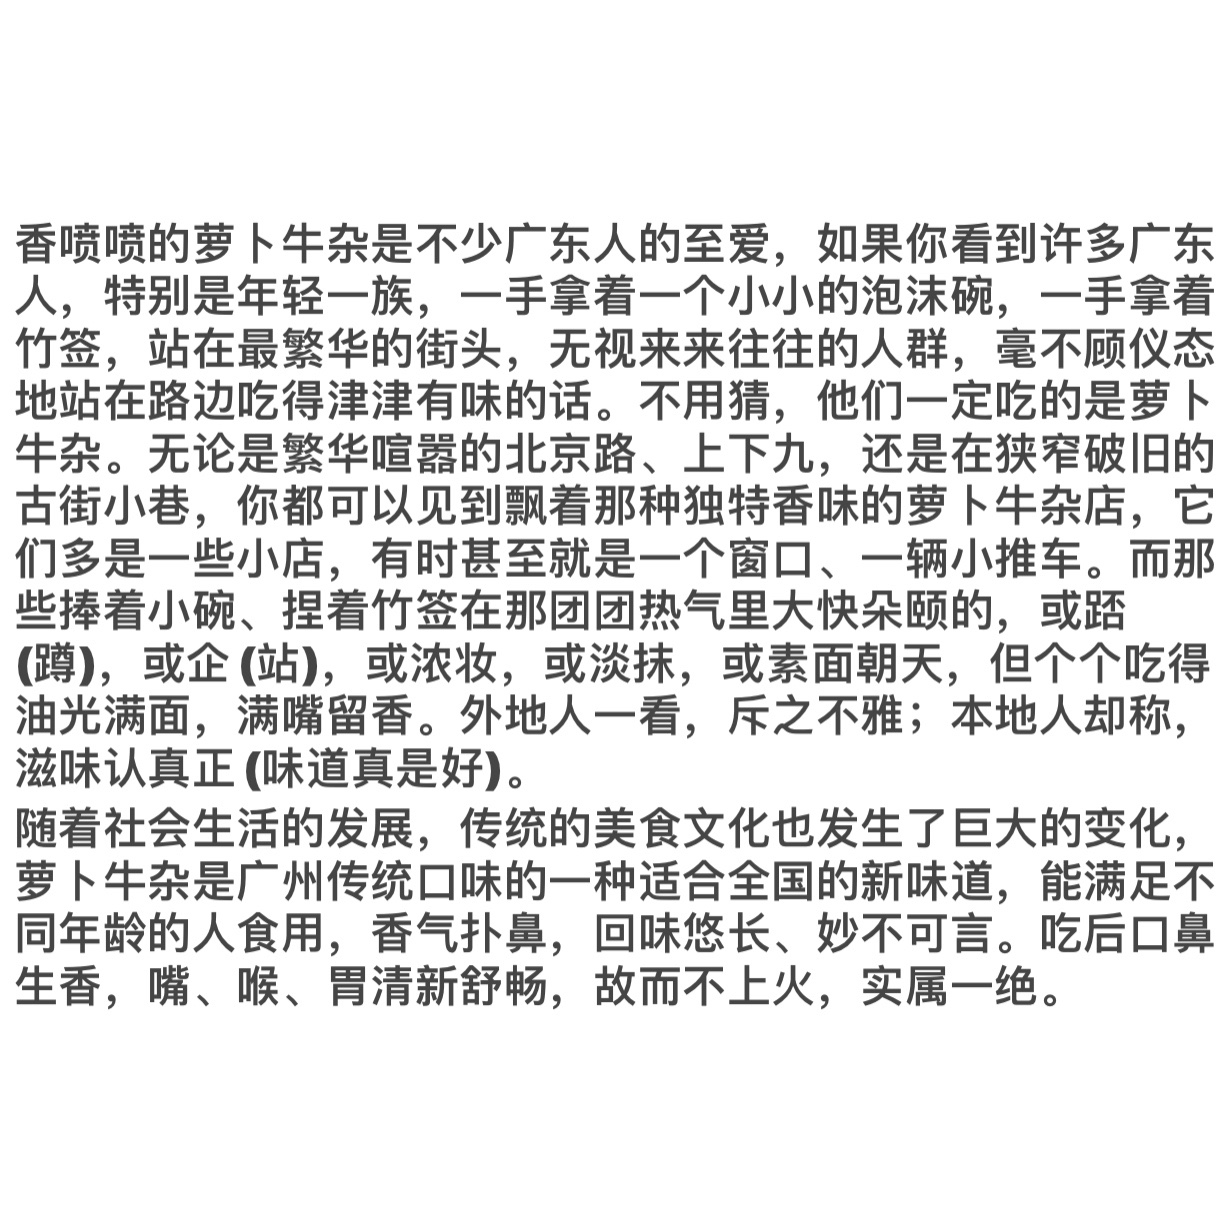 香喷喷的萝卜牛杂是不少广东人的至爱，如果你看到许多广东
人，特别是年轻一族，一手拿着一个小小的泡沫碗，一手拿着
竹签，站在最繁华的街头，无视来来往往的人群，毫不顾仪态
地站在路边吃得津津有味的话。不用猜，他们一定吃的是萝卜
牛杂。无论是繁华喧嚣的北京路、上下九，还是在狭窄破旧的
古街小巷，你都可以见到飘着那种独特香味的萝卜牛杂店，它
们多是一些小店，有时甚至就是一个窗口、一辆小推车。而那
些捧着小碗、捏着竹签在那团团热气里大快朵颐的，或踎
(蹲)，或企 (站)，或浓妆，或淡抹，或素面朝天，但个个吃得
油光满面，满嘴留香。外地人一看，斥之不雅；本地人却称，
滋味认真正 (味道真是好)。
随着社会生活的发展，传统的美食文化也发生了巨大的变化，
萝卜牛杂是广州传统口味的一种适合全国的新味道，能满足不
同年龄的人食用，香气扑鼻，回味悠长、妙不可言。吃后口鼻
生香，嘴、喉、胃清新舒畅，故而不上火，实属一绝。